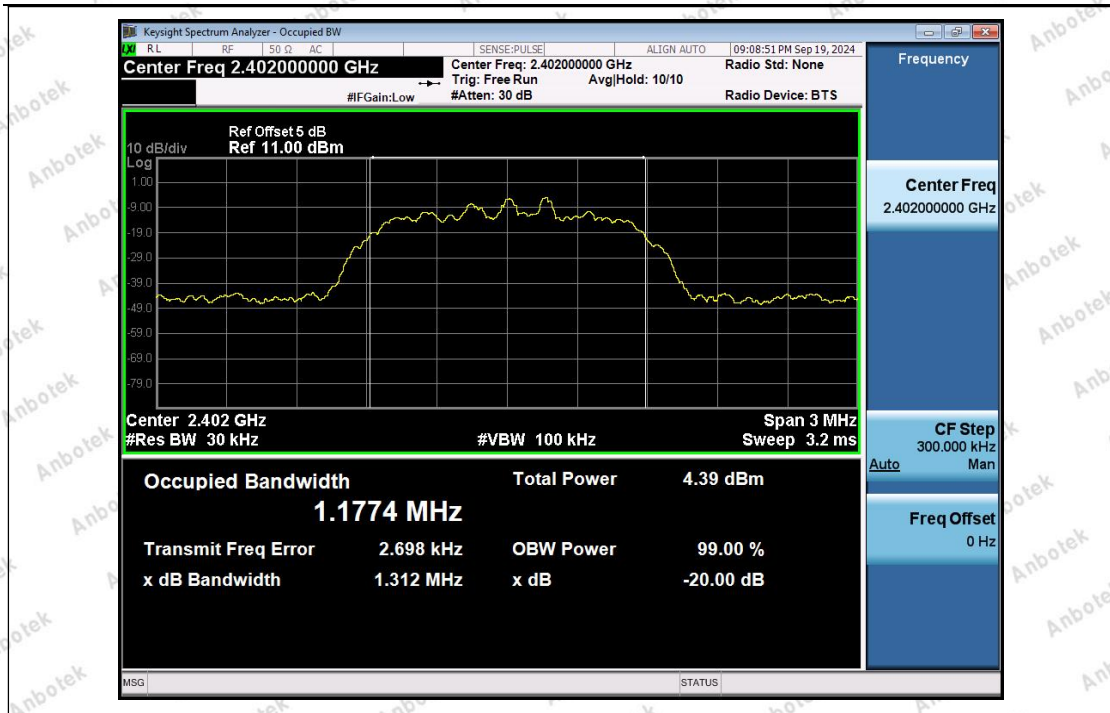 Keysight Spectrum Analyzer - Occupied BW
LXI RL RF 50 Ω AC SENSE:PULSE ALIGN AUTO 09:08:51 PM Sep 19, 2024
Center Freq 2.402000000 GHz
Center Freq: 2.402000000 GHz Radio Std: None
Trig: Free Run Avg|Hold: 10/10
#IFGain:Low #Atten: 30 dB Radio Device: BTS
Frequency
Ref Offset 5 dB
10 dB/div Ref 11.00 dBm
Log
1.00
-9.00
-19.0
-29.0
-39.0
-49.0
-59.0
-69.0
-79.0
Center 2.402 GHz Span 3 MHz
#Res BW 30 kHz #VBW 100 kHz Sweep 3.2 ms
Occupied Bandwidth Total Power 4.39 dBm
1.1774 MHz
Transmit Freq Error 2.698 kHz OBW Power 99.00 %
x dB Bandwidth 1.312 MHz x dB -20.00 dB
Center Freq
2.402000000 GHz
CF Step
300.000 kHz
Auto Man
Freq Offset
0 Hz
MSG STATUS
Anbotek